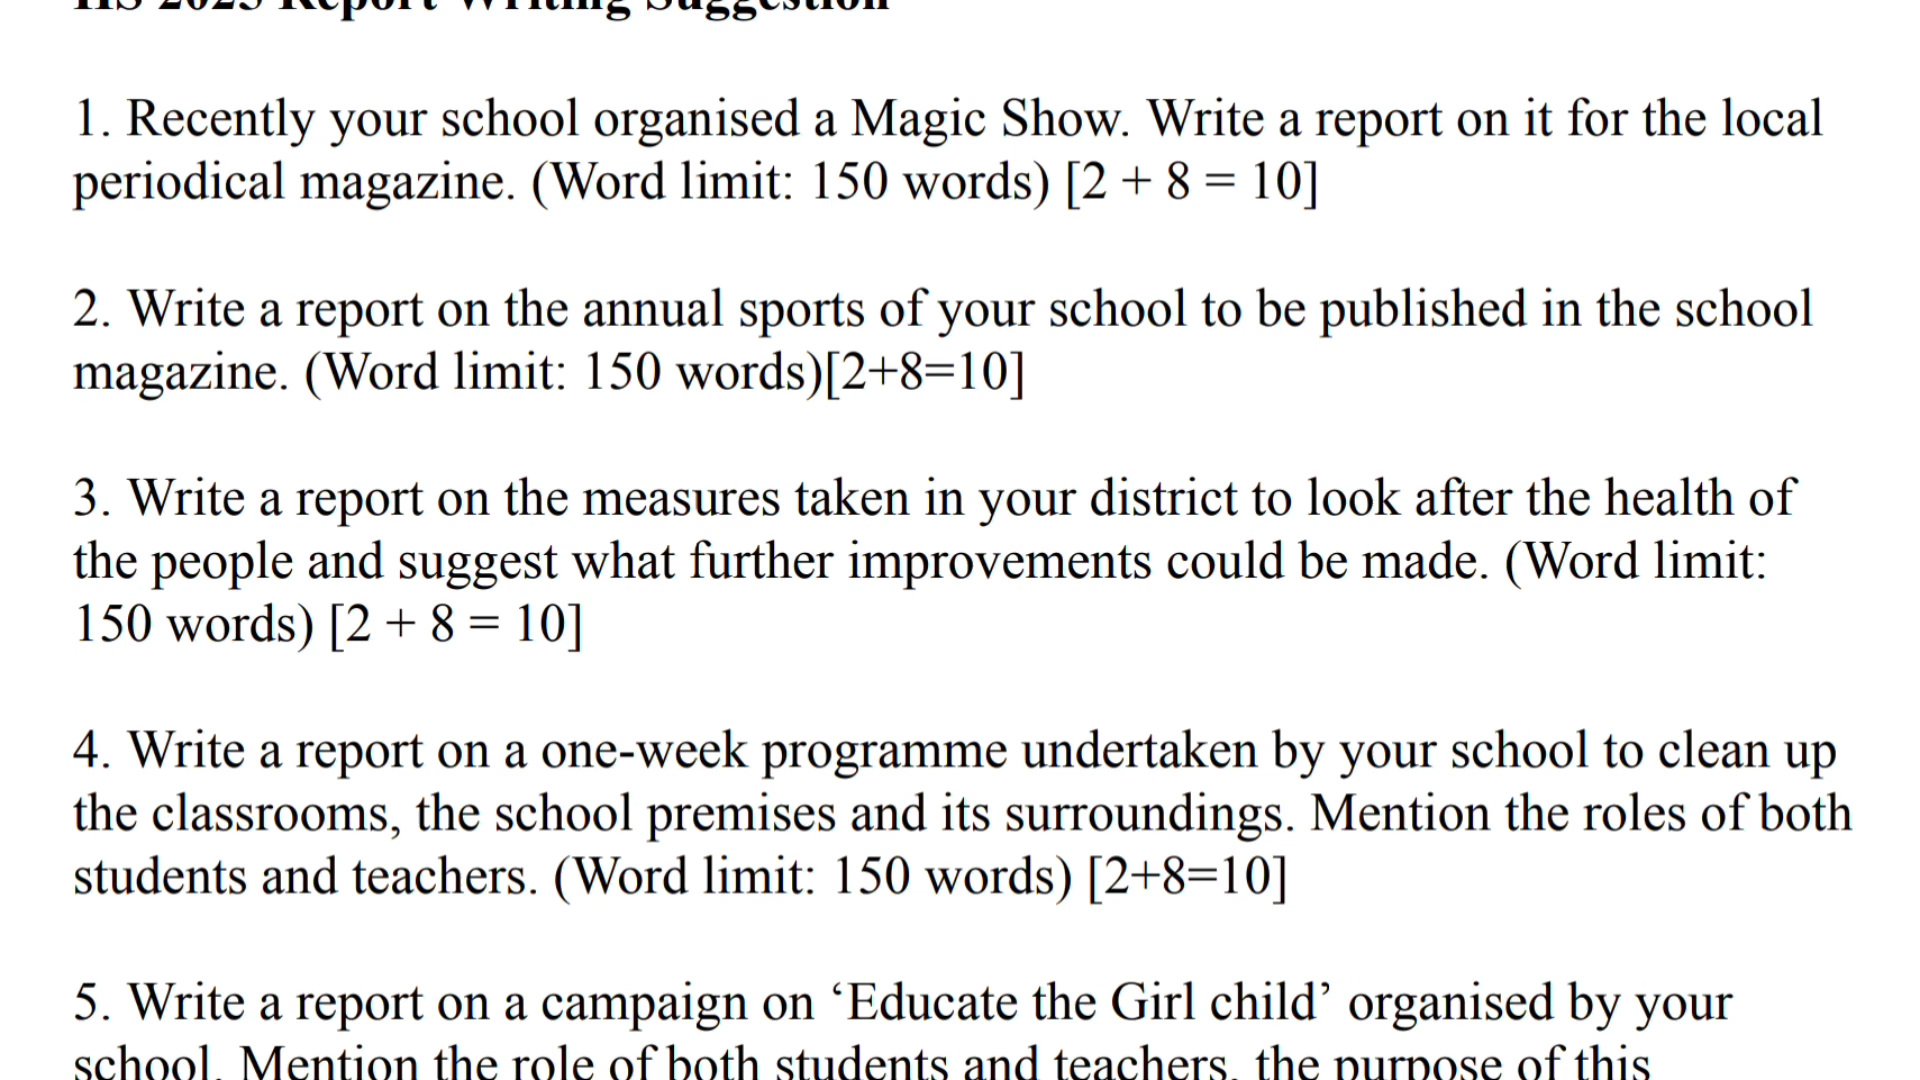 HS 2023 Report Writing Suggestion
1. Recently your school organised a Magic Show. Write a report on it for the local
periodical magazine. (Word limit: 150 words) [2 + 8 = 10]
2. Write a report on the annual sports of your school to be published in the school
magazine. (Word limit: 150 words)[2+8=10]
3. Write a report on the measures taken in your district to look after the health of
the people and suggest what further improvements could be made. (Word limit:
150 words) [2 + 8 = 10]
4. Write a report on a one-week programme undertaken by your school to clean up
the classrooms, the school premises and its surroundings. Mention the roles of both
students and teachers. (Word limit: 150 words) [2+8=10]
5. Write a report on a campaign on ‘Educate the Girl child’ organised by your
school. Mention the role of both students and teachers, the purpose of this